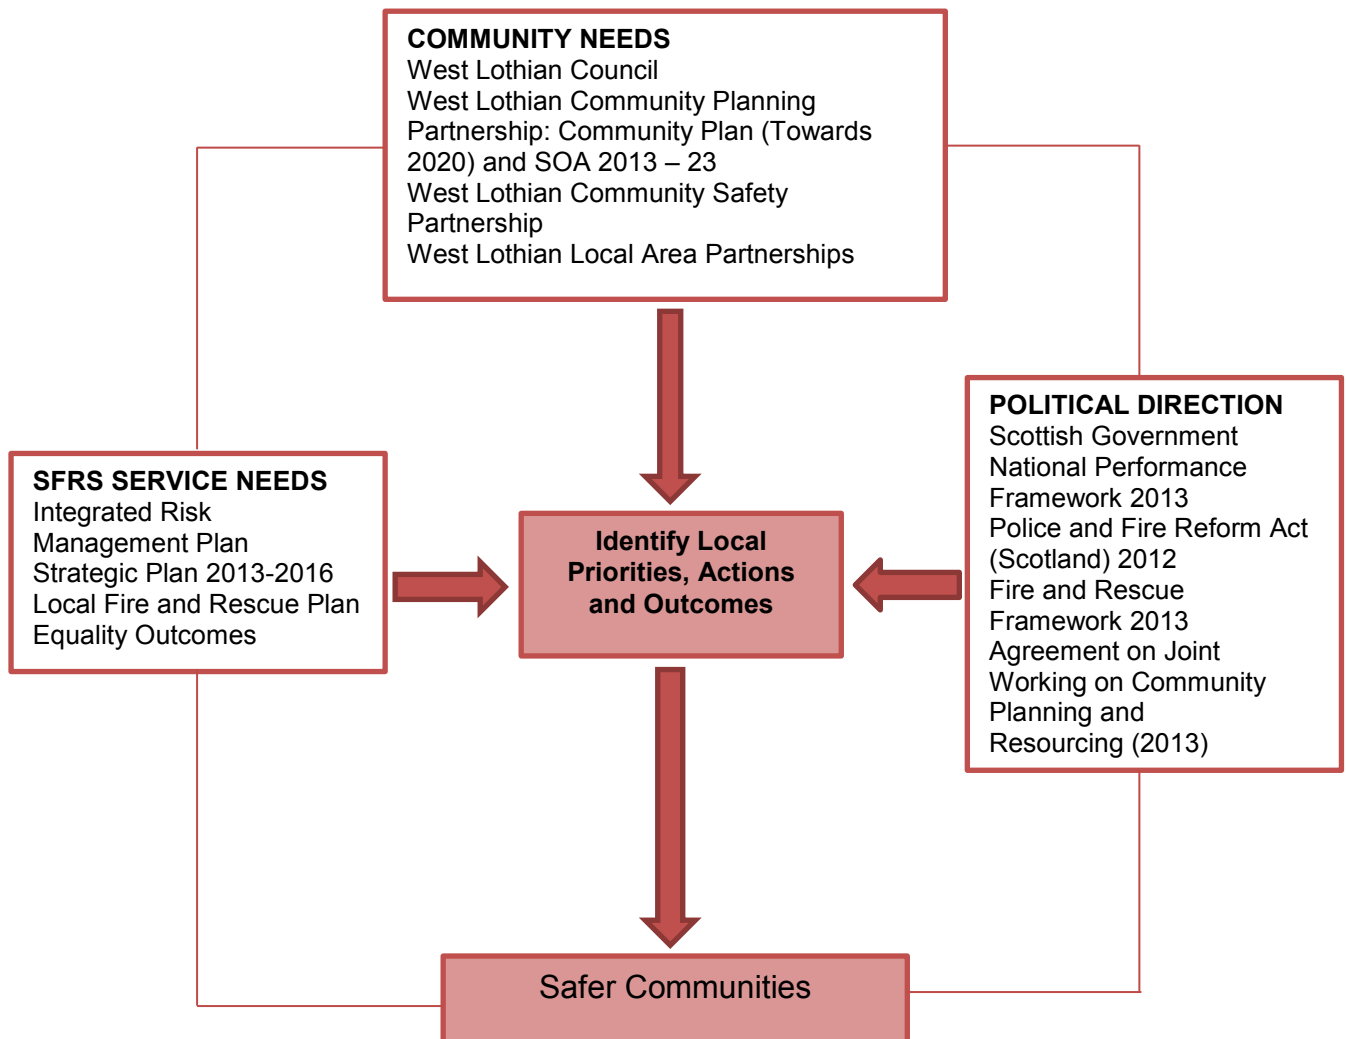 COMMUNITY NEEDS
West Lothian Council
West Lothian Community Planning
Partnership: Community Plan (Towards
2020) and SOA 2013 – 23
West Lothian Community Safety
Partnership
West Lothian Local Area Partnerships
SFRS SERVICE NEEDS
Integrated Risk
Management Plan
Strategic Plan 2013-2016
Local Fire and Rescue Plan
Equality Outcomes
Identify Local
Priorities, Actions
and Outcomes
POLITICAL DIRECTION
Scottish Government
National Performance
Framework 2013
Police and Fire Reform Act
(Scotland) 2012
Fire and Rescue
Framework 2013
Agreement on Joint
Working on Community
Planning and
Resourcing (2013)
Safer Communities